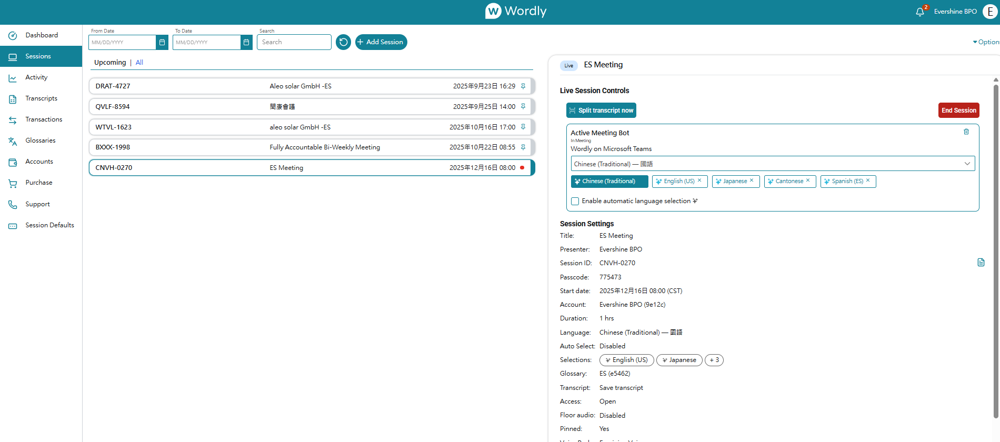 Wordly
2
Evershine BPO
E
Dashboard
Sessions
Activity
Transcripts
Transactions
Glossaries
Accounts
Purchase
Support
Session Defaults
From Date
MM/DD/YYYY
To Date
MM/DD/YYYY
Search
Search
Add Session
Options
Upcoming | All
DRAT-4727 Aleo solar GmbH -ES 2025年9月23日 16:29
QVLF-8594 閎康會議 2025年9月25日 14:00
WTVL-1623 aleo solar GmbH -ES 2025年10月16日 17:00
BXXX-1998 Fully Accountable Bi-Weekly Meeting 2025年10月22日 08:55
CNVH-0270 ES Meeting 2025年12月16日 08:00
Live ES Meeting
Live Session Controls
Split transcript now
End Session
Active Meeting Bot
In Meeting
Wordly on Microsoft Teams
Chinese (Traditional) — 國語
Chinese (Traditional) English (US) × Japanese × Cantonese × Spanish (ES) ×
Enable automatic language selection
Session Settings
Title: ES Meeting
Presenter: Evershine BPO
Session ID: CNVH-0270
Passcode: 775473
Start date: 2025年12月16日 08:00 (CST)
Account: Evershine BPO (9e12c)
Duration: 1 hrs
Language: Chinese (Traditional) — 國語
Auto Select: Disabled
Selections: English (US) Japanese + 3
Glossary: ES (e5462)
Transcript: Save transcript
Access: Open
Floor audio: Disabled
Pinned: Yes